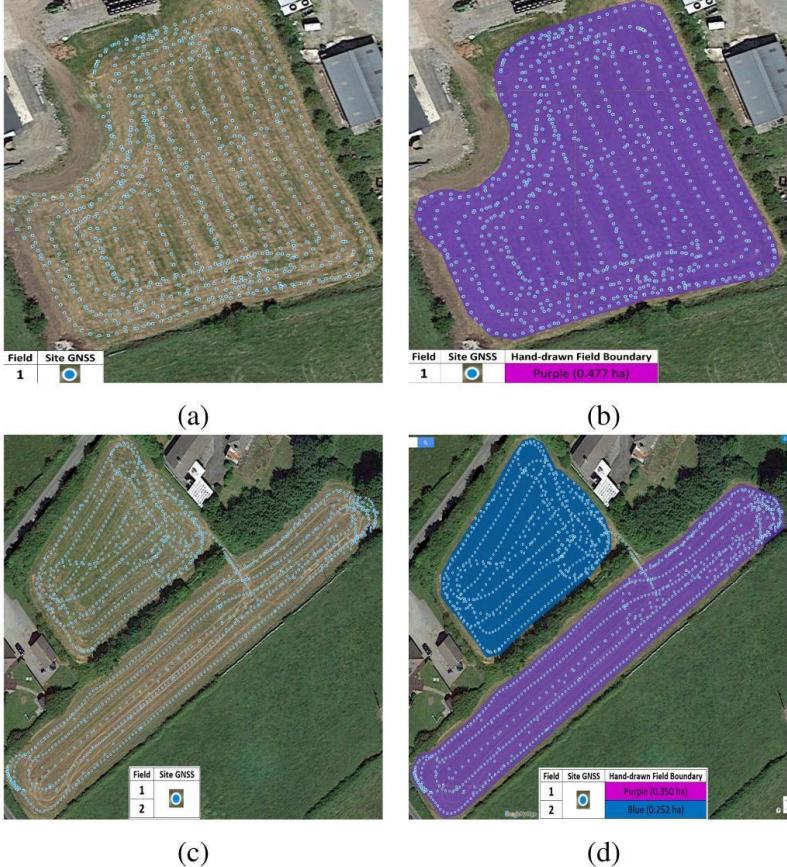 Field Site GNSS
1
Field Site GNSS Hand-drawn Field Boundary
1 Purple (0.477 ha)
(a)
(b)
Field Site GNSS
1
2
Field Site GNSS Hand-drawn Field Boundary
1 Purple (0.350 ha)
2 Blue (0.252 ha)
(c)
(d)